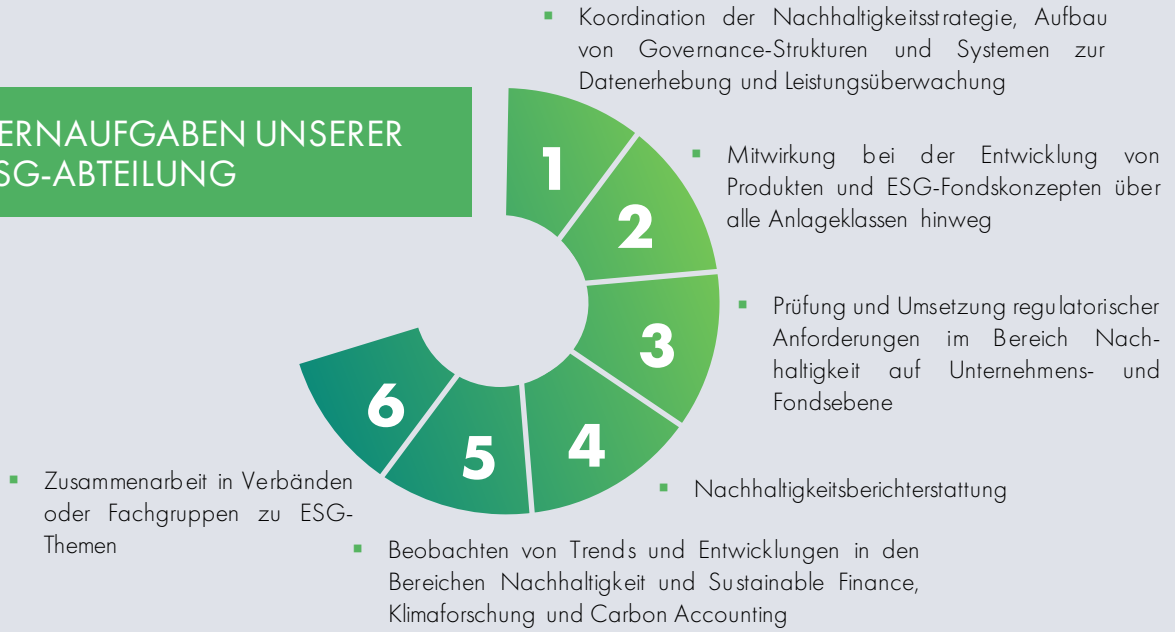 ERNAUFGABEN UNSERER
SG-ABTEILUNG
▪ Koordination der Nachhaltigkeitsstrategie, Aufbau
von Governance-Strukturen und Systemen zur
Datenerhebung und Leistungsüberwachung
1
▪ Mitwirkung bei der Entwicklung von
Produkten und ESG-Fondskonzepten über
alle Anlageklassen hinweg
2
▪ Prüfung und Umsetzung regulatorischer
Anforderungen im Bereich Nach-
haltigkeit auf Unternehmens- und
Fondsebene
3
▪ Nachhaltigkeitsberichterstattung
4
▪ Beobachten von Trends und Entwicklungen in den
Bereichen Nachhaltigkeit und Sustainable Finance,
Klimaforschung und Carbon Accounting
5
▪ Zusammenarbeit in Verbänden
oder Fachgruppen zu ESG-
Themen
6